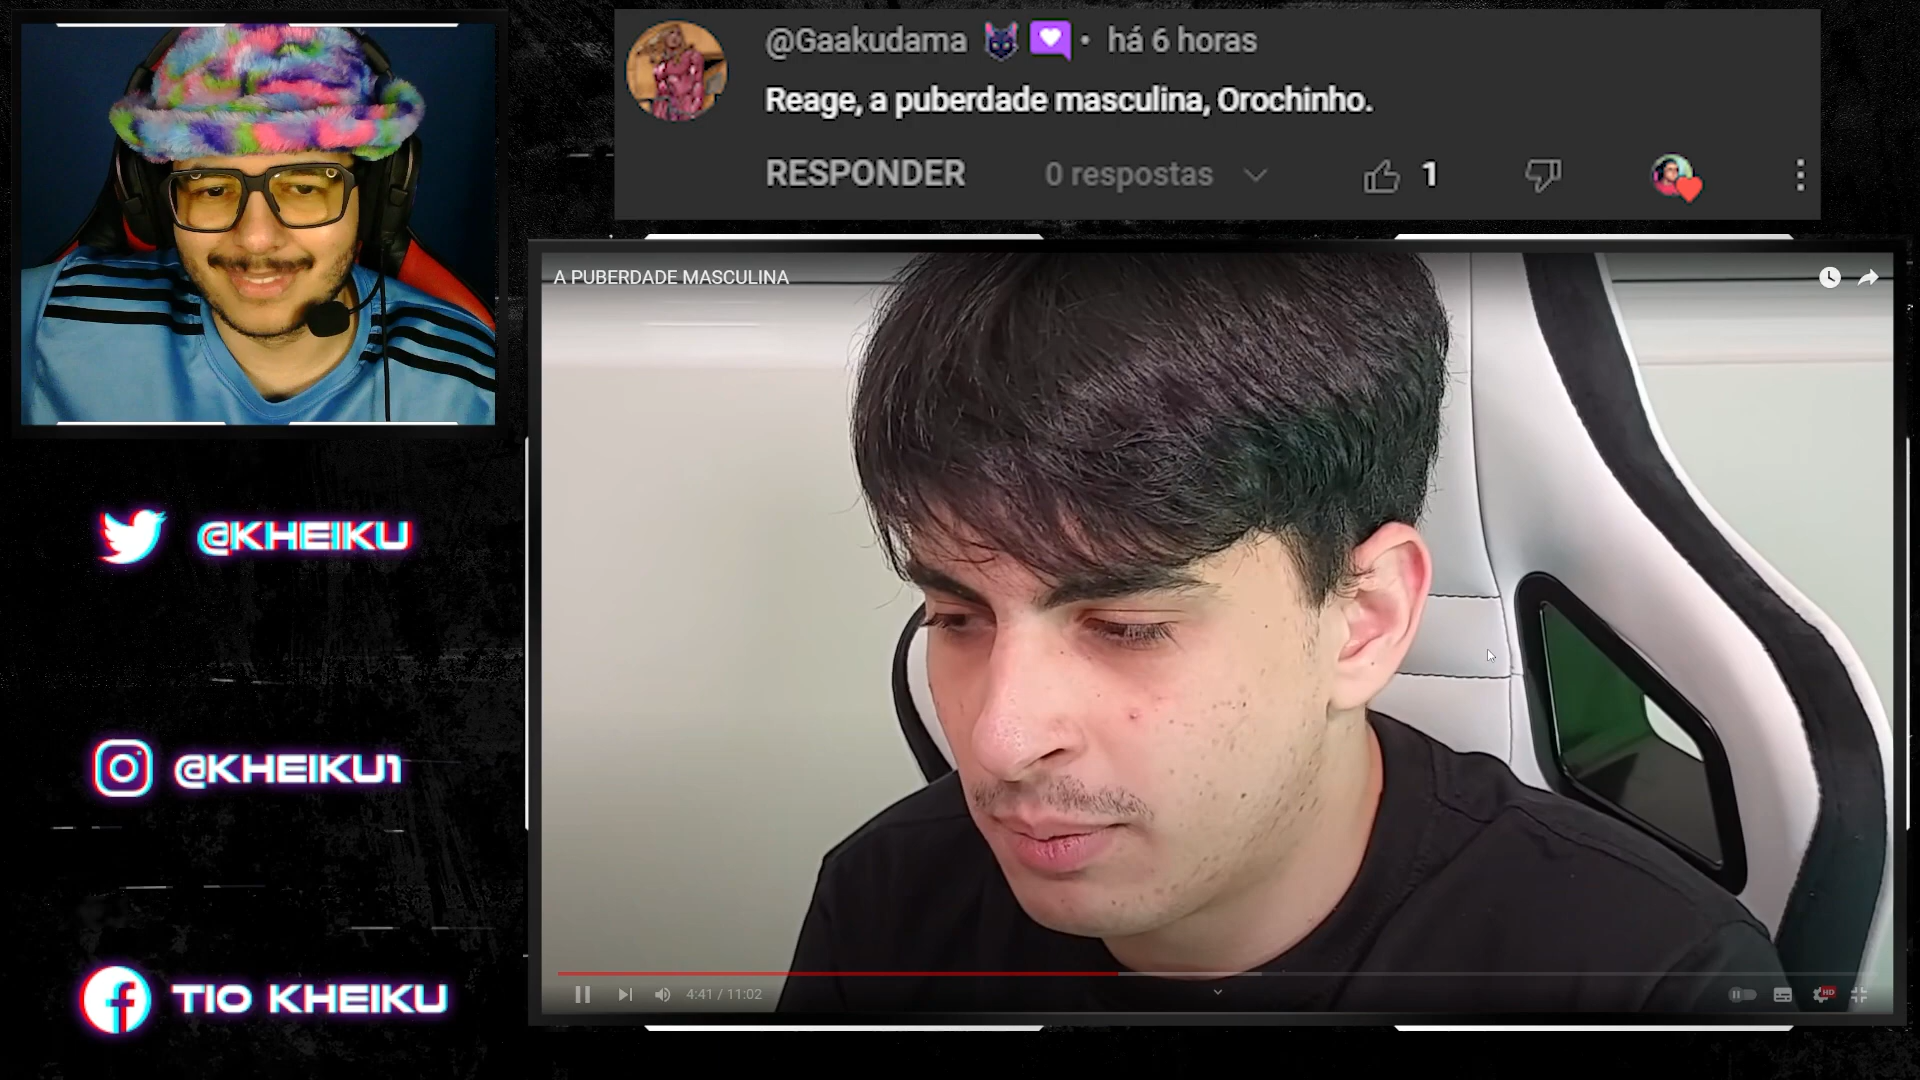 @Gaakudama • há 6 horas
Reage, a puberdade masculina, Orochinho.
RESPONDER 0 respostas 1
A PUBERDADE MASCULINA
@KHEIKU
@KHEIKU1
TIO KHEIKU
4:41 / 11:02
HD